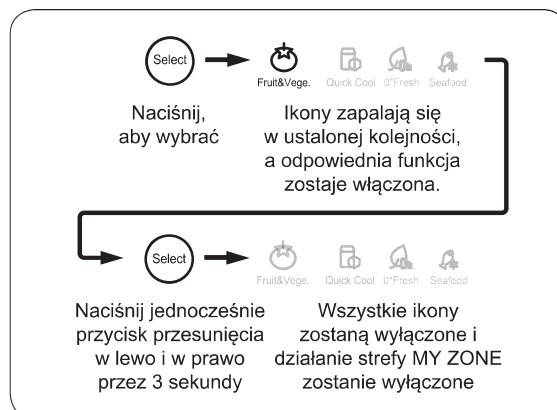 Select
Fruit&Vege. Quick Cool 0°Fresh Seafood
Naciśnij,
aby wybrać
Ikony zapalają się
w ustalonej kolejności,
a odpowiednia funkcja
zostaje włączona.
Select
Fruit&Vege. Quick Cool 0°Fresh Seafood
Naciśnij jednocześnie
przycisk przesunięcia
w lewo i w prawo
przez 3 sekundy
Wszystkie ikony
zostaną wyłączone i
działanie strefy MY ZONE
zostanie wyłączone